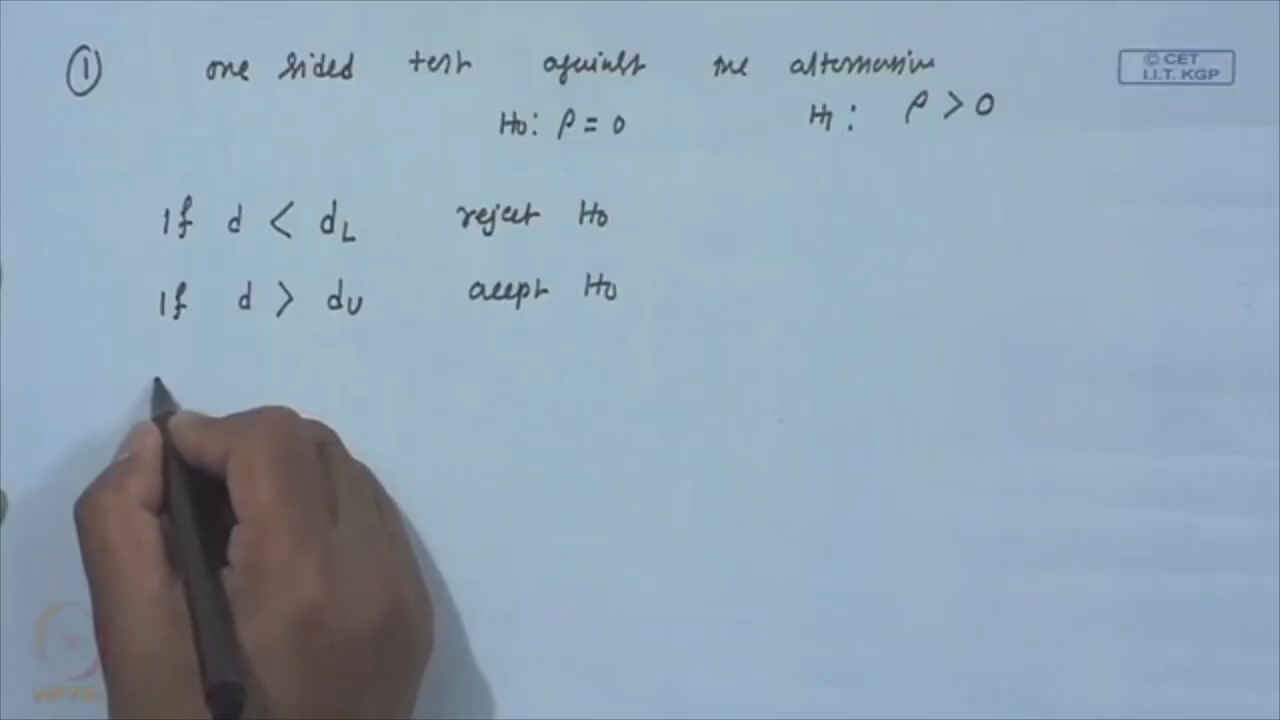 ① one sided test against the alternative
H0: ρ = 0 H1: ρ > 0
If d < dL reject H0
If d > dU accept H0
© CET
I.I.T. KGP